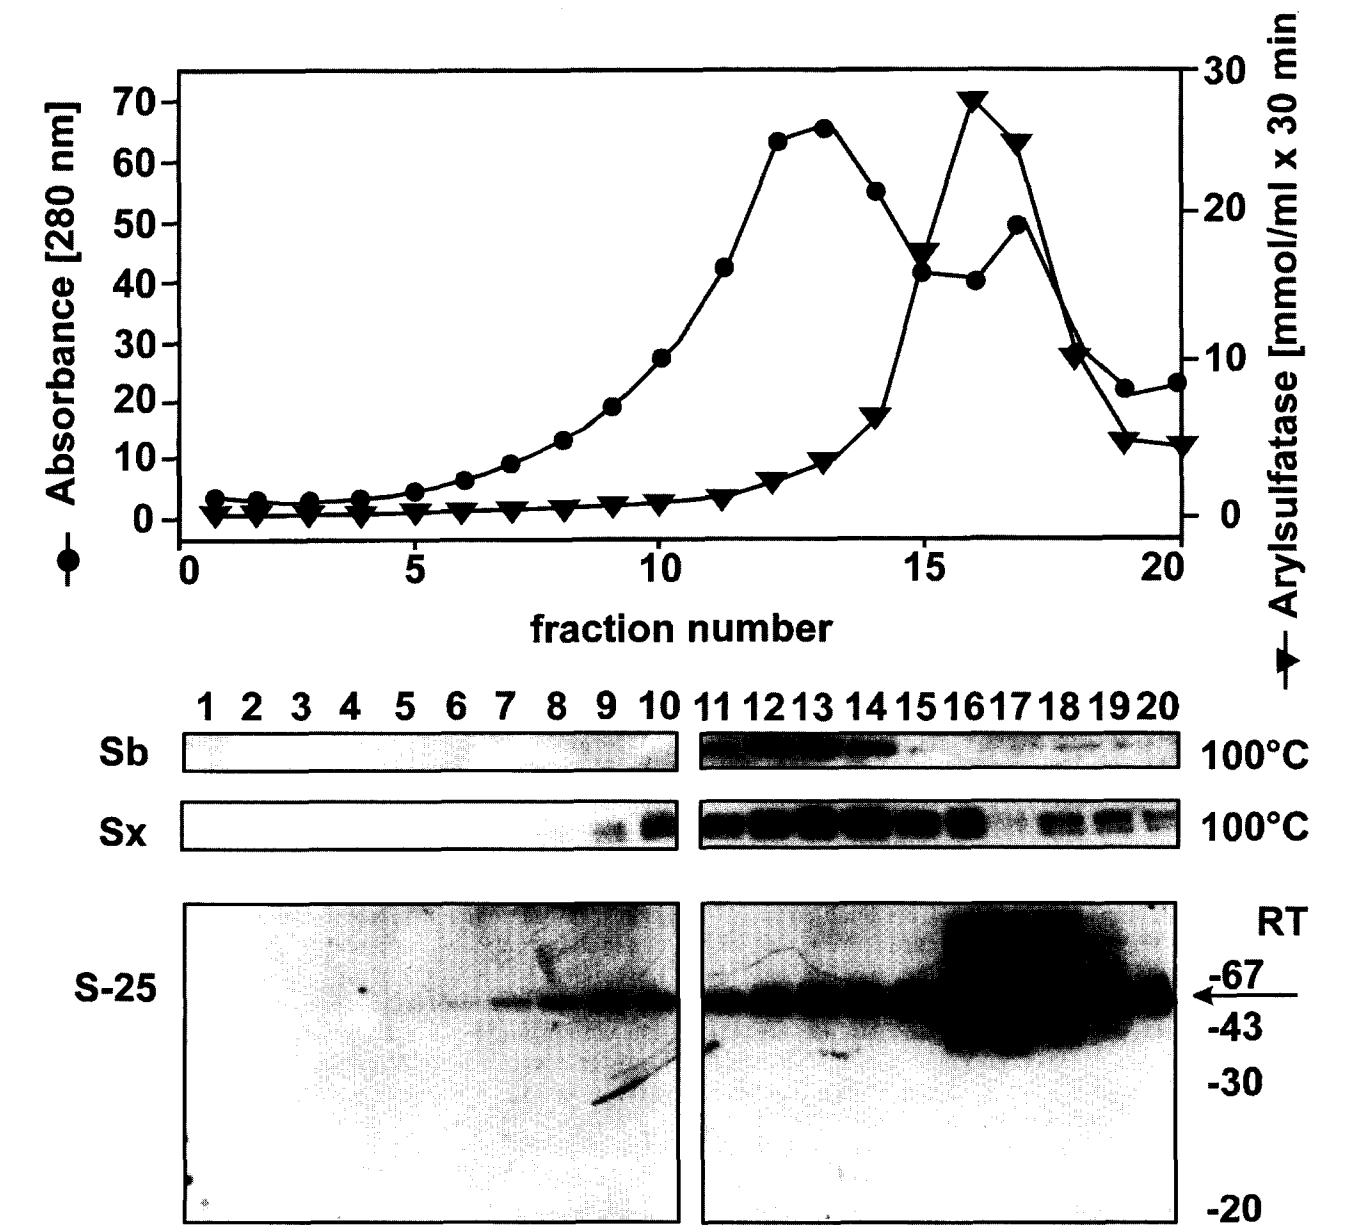 Absorbance [280 nm]
70
60
50
40
30
20
10
0
30
20
10
0
Arylsulfatase [mmol/ml x 30 min
0 5 10 15 20
fraction number
1 2 3 4 5 6 7 8 9 10 11 12 13 14 15 16 17 18 19 20
Sb 100°C
Sx 100°C
RT
S-25
-67
-43
-30
-20